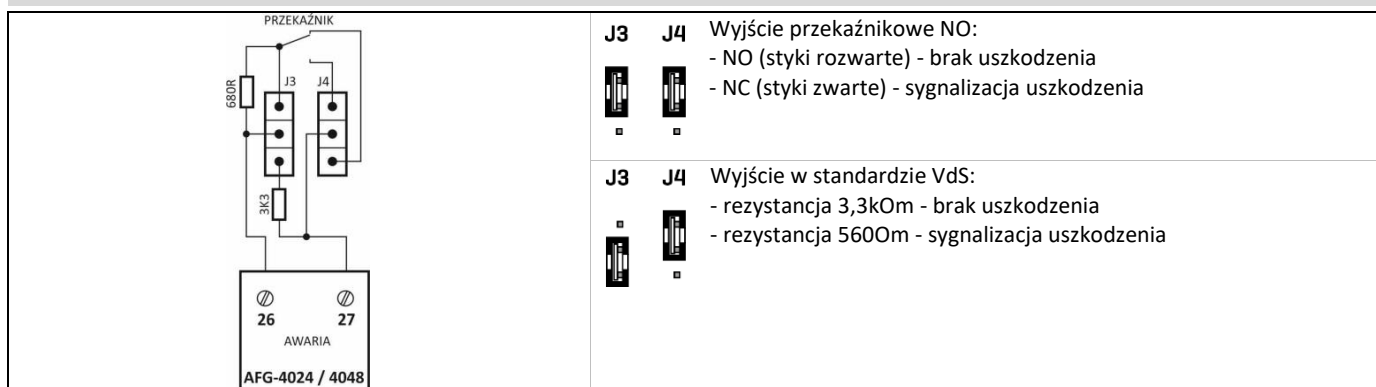 PRZEKAŹNIK
680R
J3
J4
3K3
26
27
AWARIA
AFG-4024 / 4048
J3 J4
Wyjście przekaźnikowe NO:
- NO (styki rozwarte) - brak uszkodzenia
- NC (styki zwarte) - sygnalizacja uszkodzenia
J3 J4
Wyjście w standardzie VdS:
- rezystancja 3,3kOm - brak uszkodzenia
- rezystancja 560Om - sygnalizacja uszkodzenia